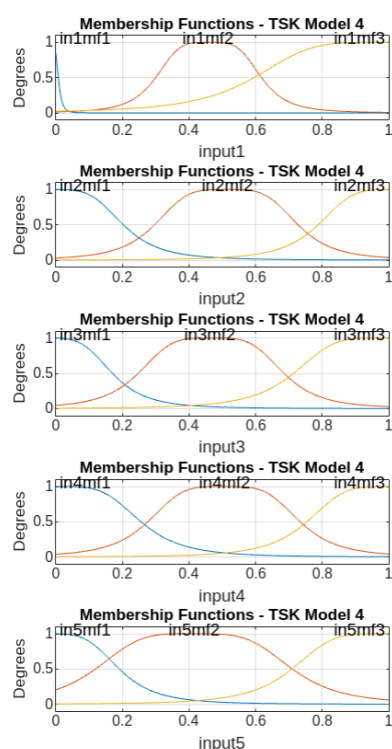 Membership Functions - TSK Model 4
in1mf1 in1mf2 in1mf3
1
0.5
0
Degrees
0 0.2 0.4 0.6 0.8 1
input1
Membership Functions - TSK Model 4
in2mf1 in2mf2 in2mf3
1
0.5
0
Degrees
0 0.2 0.4 0.6 0.8 1
input2
Membership Functions - TSK Model 4
in3mf1 in3mf2 in3mf3
1
0.5
0
Degrees
0 0.2 0.4 0.6 0.8 1
input3
Membership Functions - TSK Model 4
in4mf1 in4mf2 in4mf3
1
0.5
0
Degrees
0 0.2 0.4 0.6 0.8 1
input4
Membership Functions - TSK Model 4
in5mf1 in5mf2 in5mf3
1
0.5
0
Degrees
0 0.2 0.4 0.6 0.8 1
input5